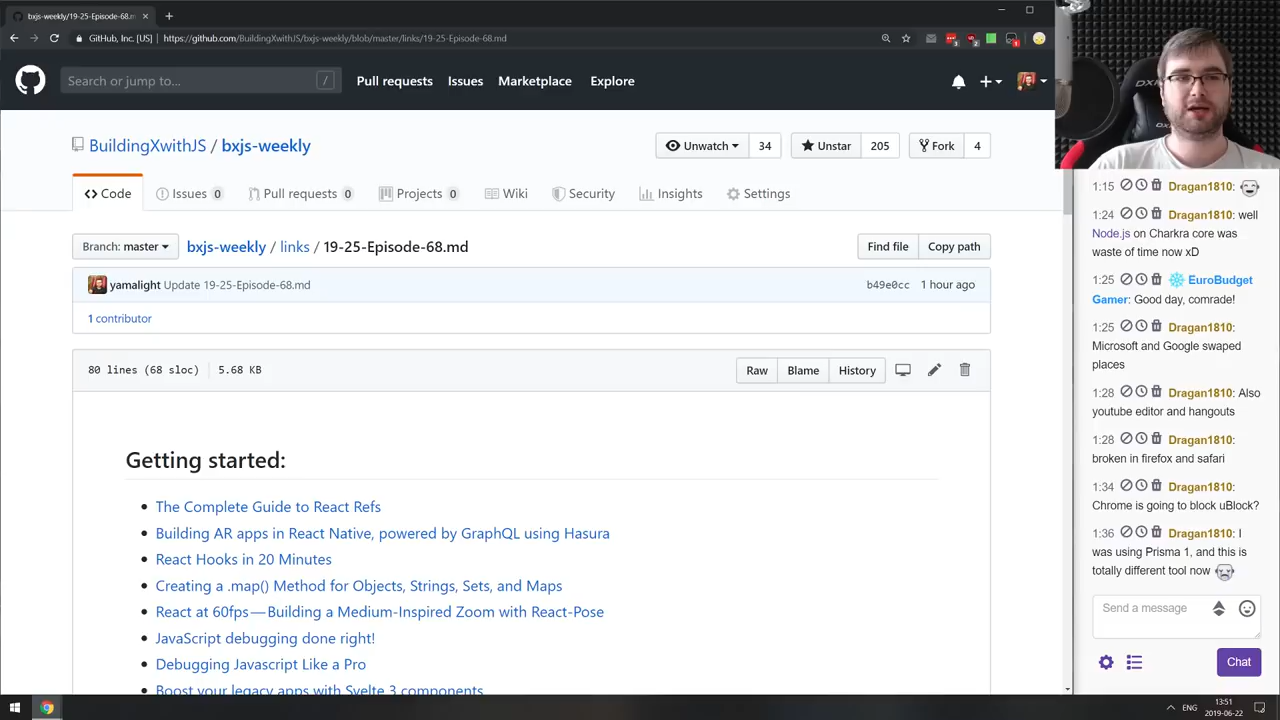 bxjs-weekly/19-25-Episode-68.md
GitHub, Inc. [US]
https://github.com/BuildingXwithJS/bxjs-weekly/blob/master/links/19-25-Episode-68.md
Search or jump to... /
Pull requests
Issues
Marketplace
Explore
BuildingXwithJS / bxjs-weekly
Unwatch 34
Unstar 205
Fork 4
Code
Issues 0
Pull requests 0
Projects 0
Wiki
Security
Insights
Settings
Branch: master
bxjs-weekly / links / 19-25-Episode-68.md
Find file
Copy path
yamalight Update 19-25-Episode-68.md
b49e0cc 1 hour ago
1 contributor
80 lines (68 sloc) 5.68 KB
Raw
Blame
History
Getting started:
The Complete Guide to React Refs
Building AR apps in React Native, powered by GraphQL using Hasura
React Hooks in 20 Minutes
Creating a .map() Method for Objects, Strings, Sets, and Maps
React at 60fps — Building a Medium-Inspired Zoom with React-Pose
JavaScript debugging done right!
Debugging Javascript Like a Pro
Boost your legacy apps with Svelte 3 components
1:15 Dragan1810:
1:24 Dragan1810: well
Node.js on Charkra core was
waste of time now xD
1:25 EuroBudget
Gamer: Good day, comrade!
1:25 Dragan1810:
Microsoft and Google swaped
places
1:28 Dragan1810: Also
youtube editor and hangouts
1:28 Dragan1810:
broken in firefox and safari
1:34 Dragan1810:
Chrome is going to block uBlock?
1:36 Dragan1810: I
was using Prisma 1, and this is
totally different tool now
Send a message
Chat
ENG
13:51
2019-06-22